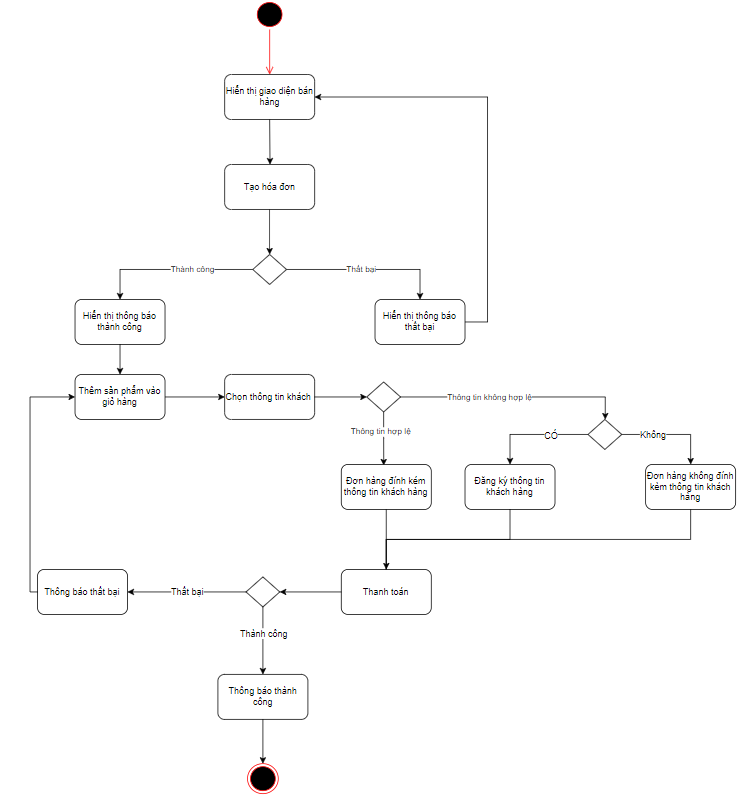 Hiển thị giao diện bán
hàng
Tạo hóa đơn
Thành công
Thất bại
Hiển thị thông báo
thành công
Hiển thị thông báo
thất bại
Thêm sản phẩm vào
giỏ hàng
Chọn thông tin khách
Thông tin không hợp lệ
Thông tin hợp lệ
CÓ
Không
Đơn hàng đính kém
thông tin khách hàng
Đăng ký thông tin
khách hàng
Đơn hàng không đính
kèm thông tin khách
hàng
Thông báo thất bại
Thất bại
Thanh toán
Thành công
Thông báo thành
công